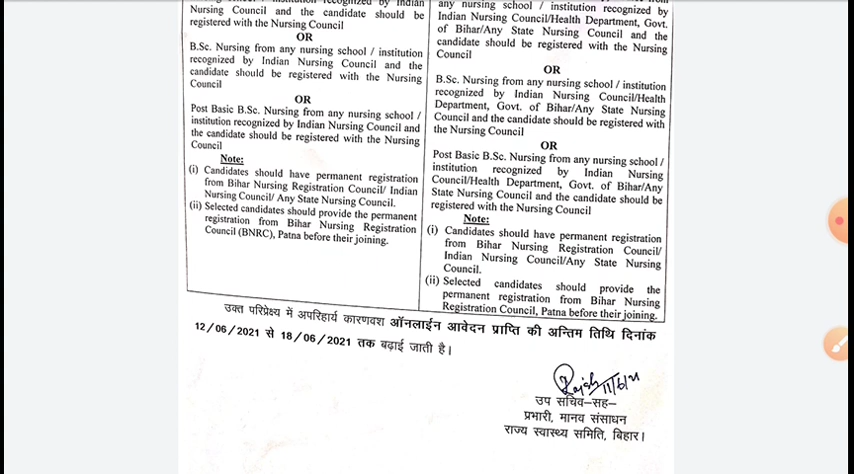 recognized by Indian
Nursing Council and the candidate should be
registered with the Nursing Council
OR
B.Sc. Nursing from any nursing school / institution
recognized by Indian Nursing Council and the
candidate should be registered with the Nursing
Council
OR
Post Basic B.Sc. Nursing from any nursing school /
institution recognized by Indian Nursing Council and
the candidate should be registered with the Nursing
Council
Note:
(i) Candidates should have permanent registration
from Bihar Nursing Registration Council/ Indian
Nursing Council/ Any State Nursing Council.
(ii) Selected candidates should provide the permanent
registration from Bihar Nursing Registration
Council (BNRC), Patna before their joining.
any nursing school / institution recognized by
Indian Nursing Council/Health Department, Govt.
of Bihar/Any State Nursing Council and the
candidate should be registered with the Nursing
Council
OR
B.Sc. Nursing from any nursing school / institution
recognized by Indian Nursing Council/Health
Department, Govt. of Bihar/Any State Nursing
Council and the candidate should be registered with
the Nursing Council
OR
Post Basic B.Sc. Nursing from any nursing school /
institution recognized by Indian Nursing
Council/Health Department, Govt. of Bihar/Any
State Nursing Council and the candidate should be
registered with the Nursing Council
Note:
(i) Candidates should have permanent registration
from Bihar Nursing Registration Council/
Indian Nursing Council/Any State Nursing
Council.
(ii) Selected candidates should provide the
permanent registration from Bihar Nursing
Registration Council, Patna before their joining.
उक्त परिप्रेक्ष्य में अपरिहार्य कारणवश ऑनलाईन आवेदन प्राप्ति की अन्तिम तिथि दिनांक
12/06/2021 से 18/06/2021 तक बढ़ाई जाती है।
11/6/21
उप सचिव–सह–
प्रभारी, मानव संसाधन
राज्य स्वास्थ्य समिति, बिहार।